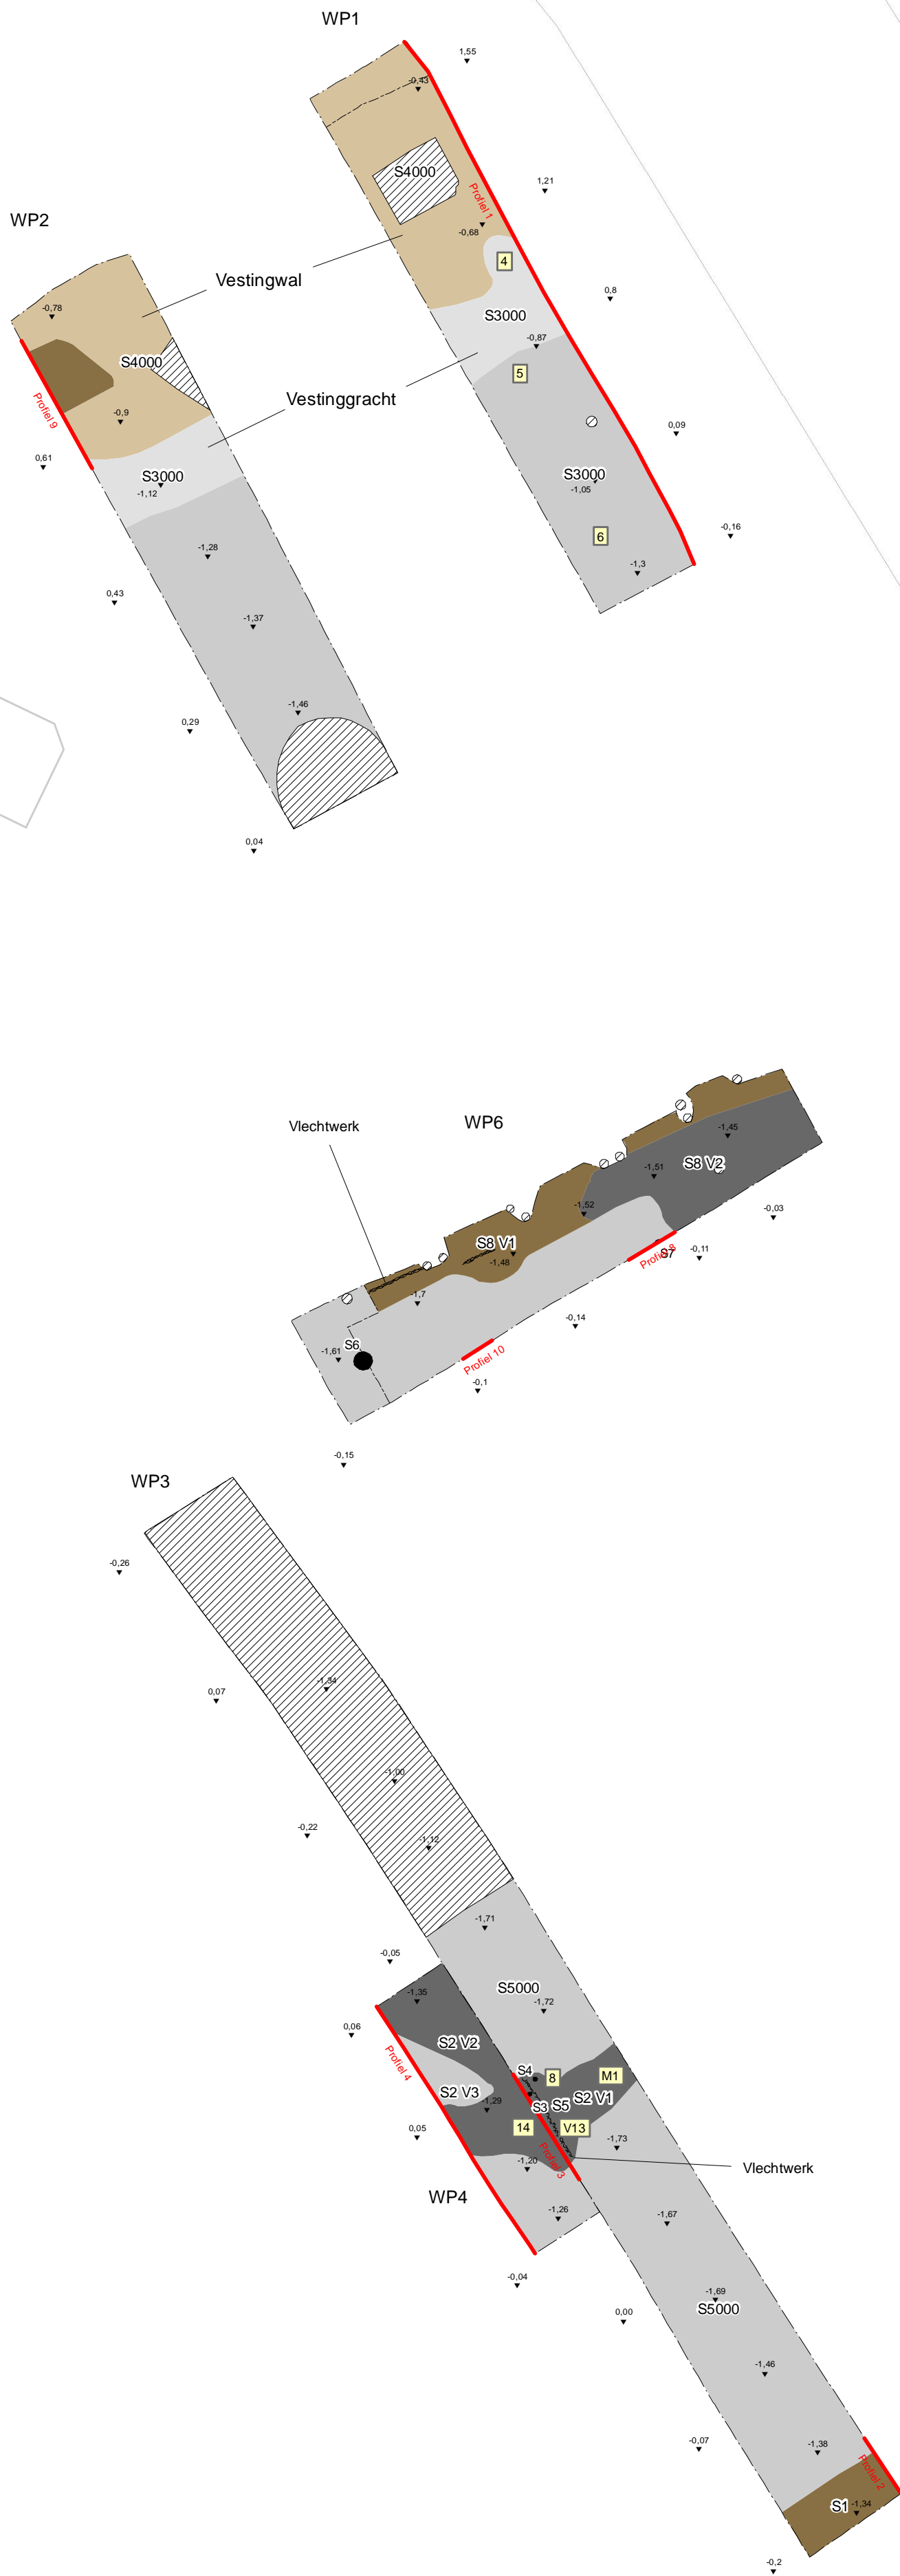 WP1
1,55
-0,43
S4000
1,21
Profiel 1
WP2
-0,68
4
Vestingwal
0,8
-0,78
S3000
-0,87
S4000
5
Vestinggracht
Profiel 9
-0,9
0,09
0,61
S3000
S3000
-1,12
-1,05
-0,16
6
-1,28
-1,3
0,43
-1,37
-1,46
0,29
0,04
Vlechtwerk
WP6
-1,45
-1,51
S8 V2
-1,52
-0,03
S8 V1
-1,48
S7
Profiel 8
-0,11
-1,7
-0,14
S6
-1,61
Profiel 10
-0,1
-0,15
WP3
-0,26
-1,34
0,07
-1,00
-0,22
-1,12
-1,71
-0,05
S5000
-1,35
-1,72
0,06
S2 V2
Profiel 4
S4
8
M1
S2 V3
S2 V1
-1,29
S3
S5
0,05
14
V13
-1,73
Profiel 3
-1,20
Vlechtwerk
WP4
-1,26
-1,67
-0,04
-1,69
S5000
0,00
-1,46
-0,07
-1,38
Profiel 2
S1
-1,34
-0,2